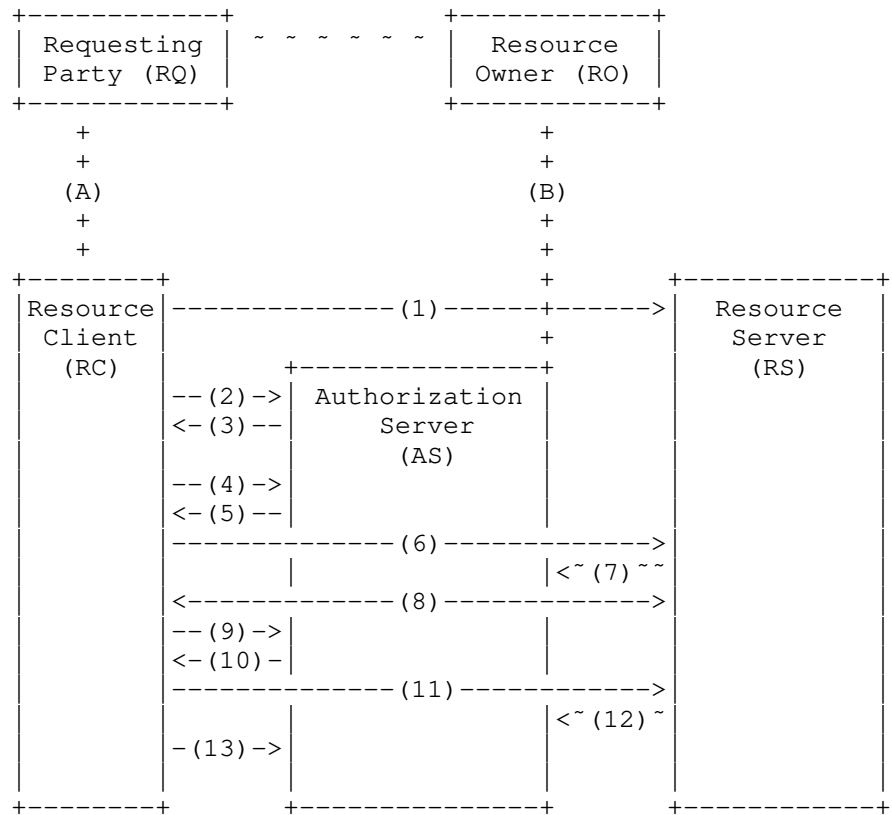 Requesting Party (RQ)
Resource Owner (RO)
(A)
(B)
Resource Client (RC)
(1)
Resource Server (RS)
(2)
Authorization Server (AS)
(3)
(4)
(5)
(6)
(7)
(8)
(9)
(10)
(11)
(12)
(13)